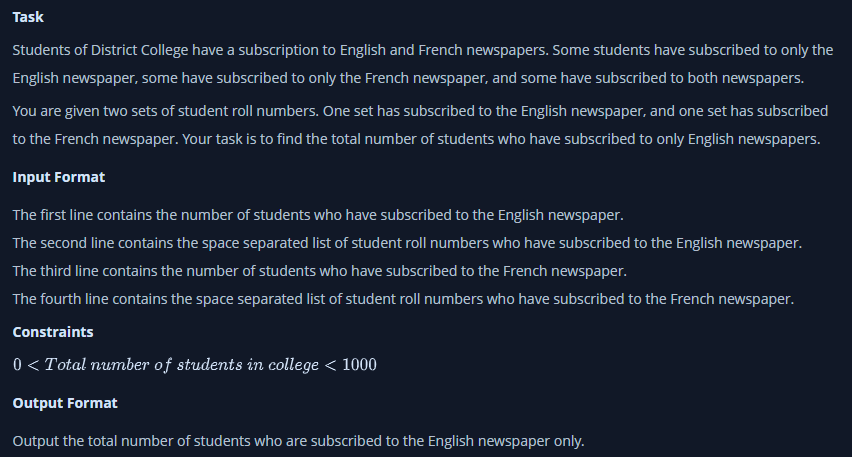 Task
Students of District College have a subscription to English and French newspapers. Some students have subscribed to only the
English newspaper, some have subscribed to only the French newspaper, and some have subscribed to both newspapers.
You are given two sets of student roll numbers. One set has subscribed to the English newspaper, and one set has subscribed
to the French newspaper. Your task is to find the total number of students who have subscribed to only English newspapers.
Input Format
The first line contains the number of students who have subscribed to the English newspaper.
The second line contains the space separated list of student roll numbers who have subscribed to the English newspaper.
The third line contains the number of students who have subscribed to the French newspaper.
The fourth line contains the space separated list of student roll numbers who have subscribed to the French newspaper.
Constraints
0 < Total number of students in college < 1000
Output Format
Output the total number of students who are subscribed to the English newspaper only.